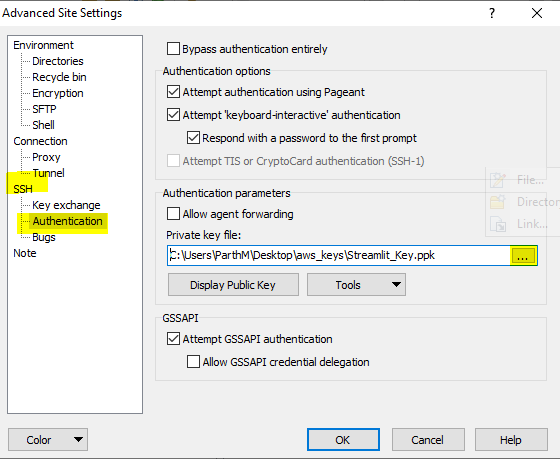 Advanced Site Settings
?
Environment
Directories
Recycle bin
Encryption
SFTP
Shell
Connection
Proxy
Tunnel
SSH
Key exchange
Authentication
Bugs
Note
Bypass authentication entirely
Authentication options
Attempt authentication using Pageant
Attempt 'keyboard-interactive' authentication
Respond with a password to the first prompt
Attempt TIS or CryptoCard authentication (SSH-1)
Authentication parameters
Allow agent forwarding
Private key file:
C:\Users\ParthM\Desktop\aws_keys\Streamlit_Key.ppk
...
Display Public Key
Tools
GSSAPI
Attempt GSSAPI authentication
Allow GSSAPI credential delegation
File...
Director
Link...
Color
OK
Cancel
Help